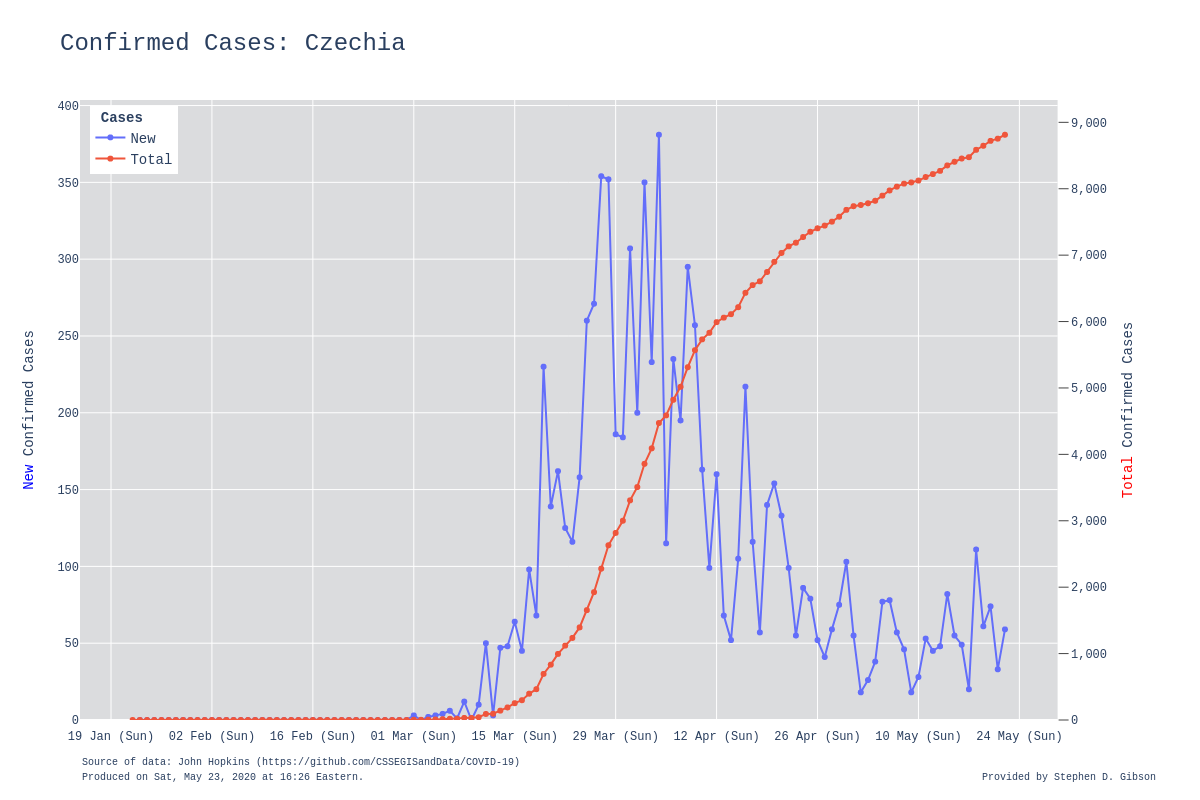 Confirmed Cases: Czechia
Cases
New
Total
400
350
300
250
200
150
100
50
0
9,000
8,000
7,000
6,000
5,000
4,000
3,000
2,000
1,000
0
New Confirmed Cases
Total Confirmed Cases
19 Jan (Sun) 02 Feb (Sun) 16 Feb (Sun) 01 Mar (Sun) 15 Mar (Sun) 29 Mar (Sun) 12 Apr (Sun) 26 Apr (Sun) 10 May (Sun) 24 May (Sun)
Source of data: John Hopkins (https://github.com/CSSEGISandData/COVID-19)
Produced on Sat, May 23, 2020 at 16:26 Eastern.
Provided by Stephen D. Gibson